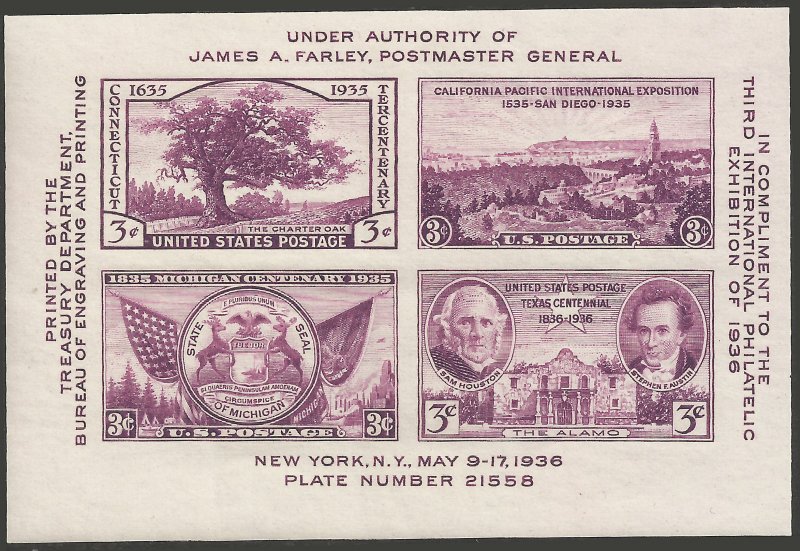 UNDER AUTHORITY OF
JAMES A. FARLEY, POSTMASTER GENERAL
PRINTED BY THE
TREASURY DEPARTMENT,
BUREAU OF ENGRAVING AND PRINTING
1635 1935
CONNECTICUT
TERCENTENARY
THE CHARTER OAK
3¢ 3¢
UNITED STATES POSTAGE
CALIFORNIA PACIFIC INTERNATIONAL EXPOSITION
1535-SAN DIEGO-1935
3¢ 3¢
U.S. POSTAGE
1835 MICHIGAN CENTENARY 1935
E PLURIBUS UNUM
STATE SEAL
TUEBOR
SI QUAERIS PENINSULAM AMOENAM
CIRCUMSPICE
OF MICHIGAN
MICHIGAN
3¢ 3¢
U.S. POSTAGE
UNITED STATES POSTAGE
TEXAS CENTENNIAL
1836-1936
SAM HOUSTON
STEPHEN F. AUSTIN
3¢ 3¢
THE ALAMO
IN COMPLIMENT TO THE
THIRD INTERNATIONAL PHILATELIC
EXHIBITION OF 1936
NEW YORK, N.Y., MAY 9-17, 1936
PLATE NUMBER 21558